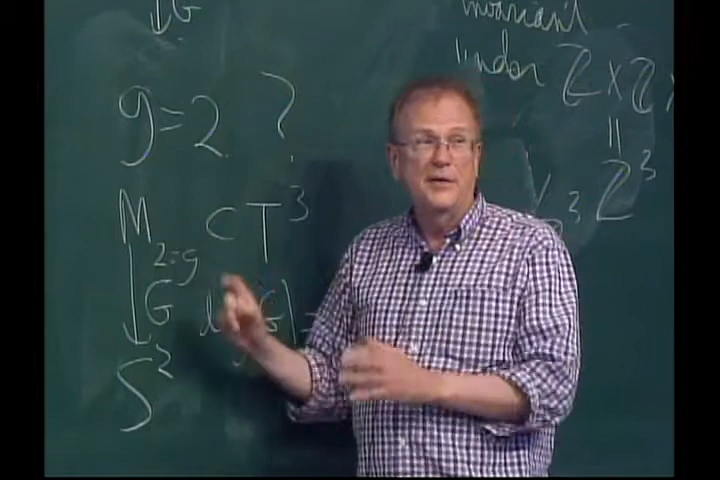 ↓G
invariant
under Z × Z ×
g = 2 ?
||
Z³
M₂₌g ⊂ T³
↓ G
S²